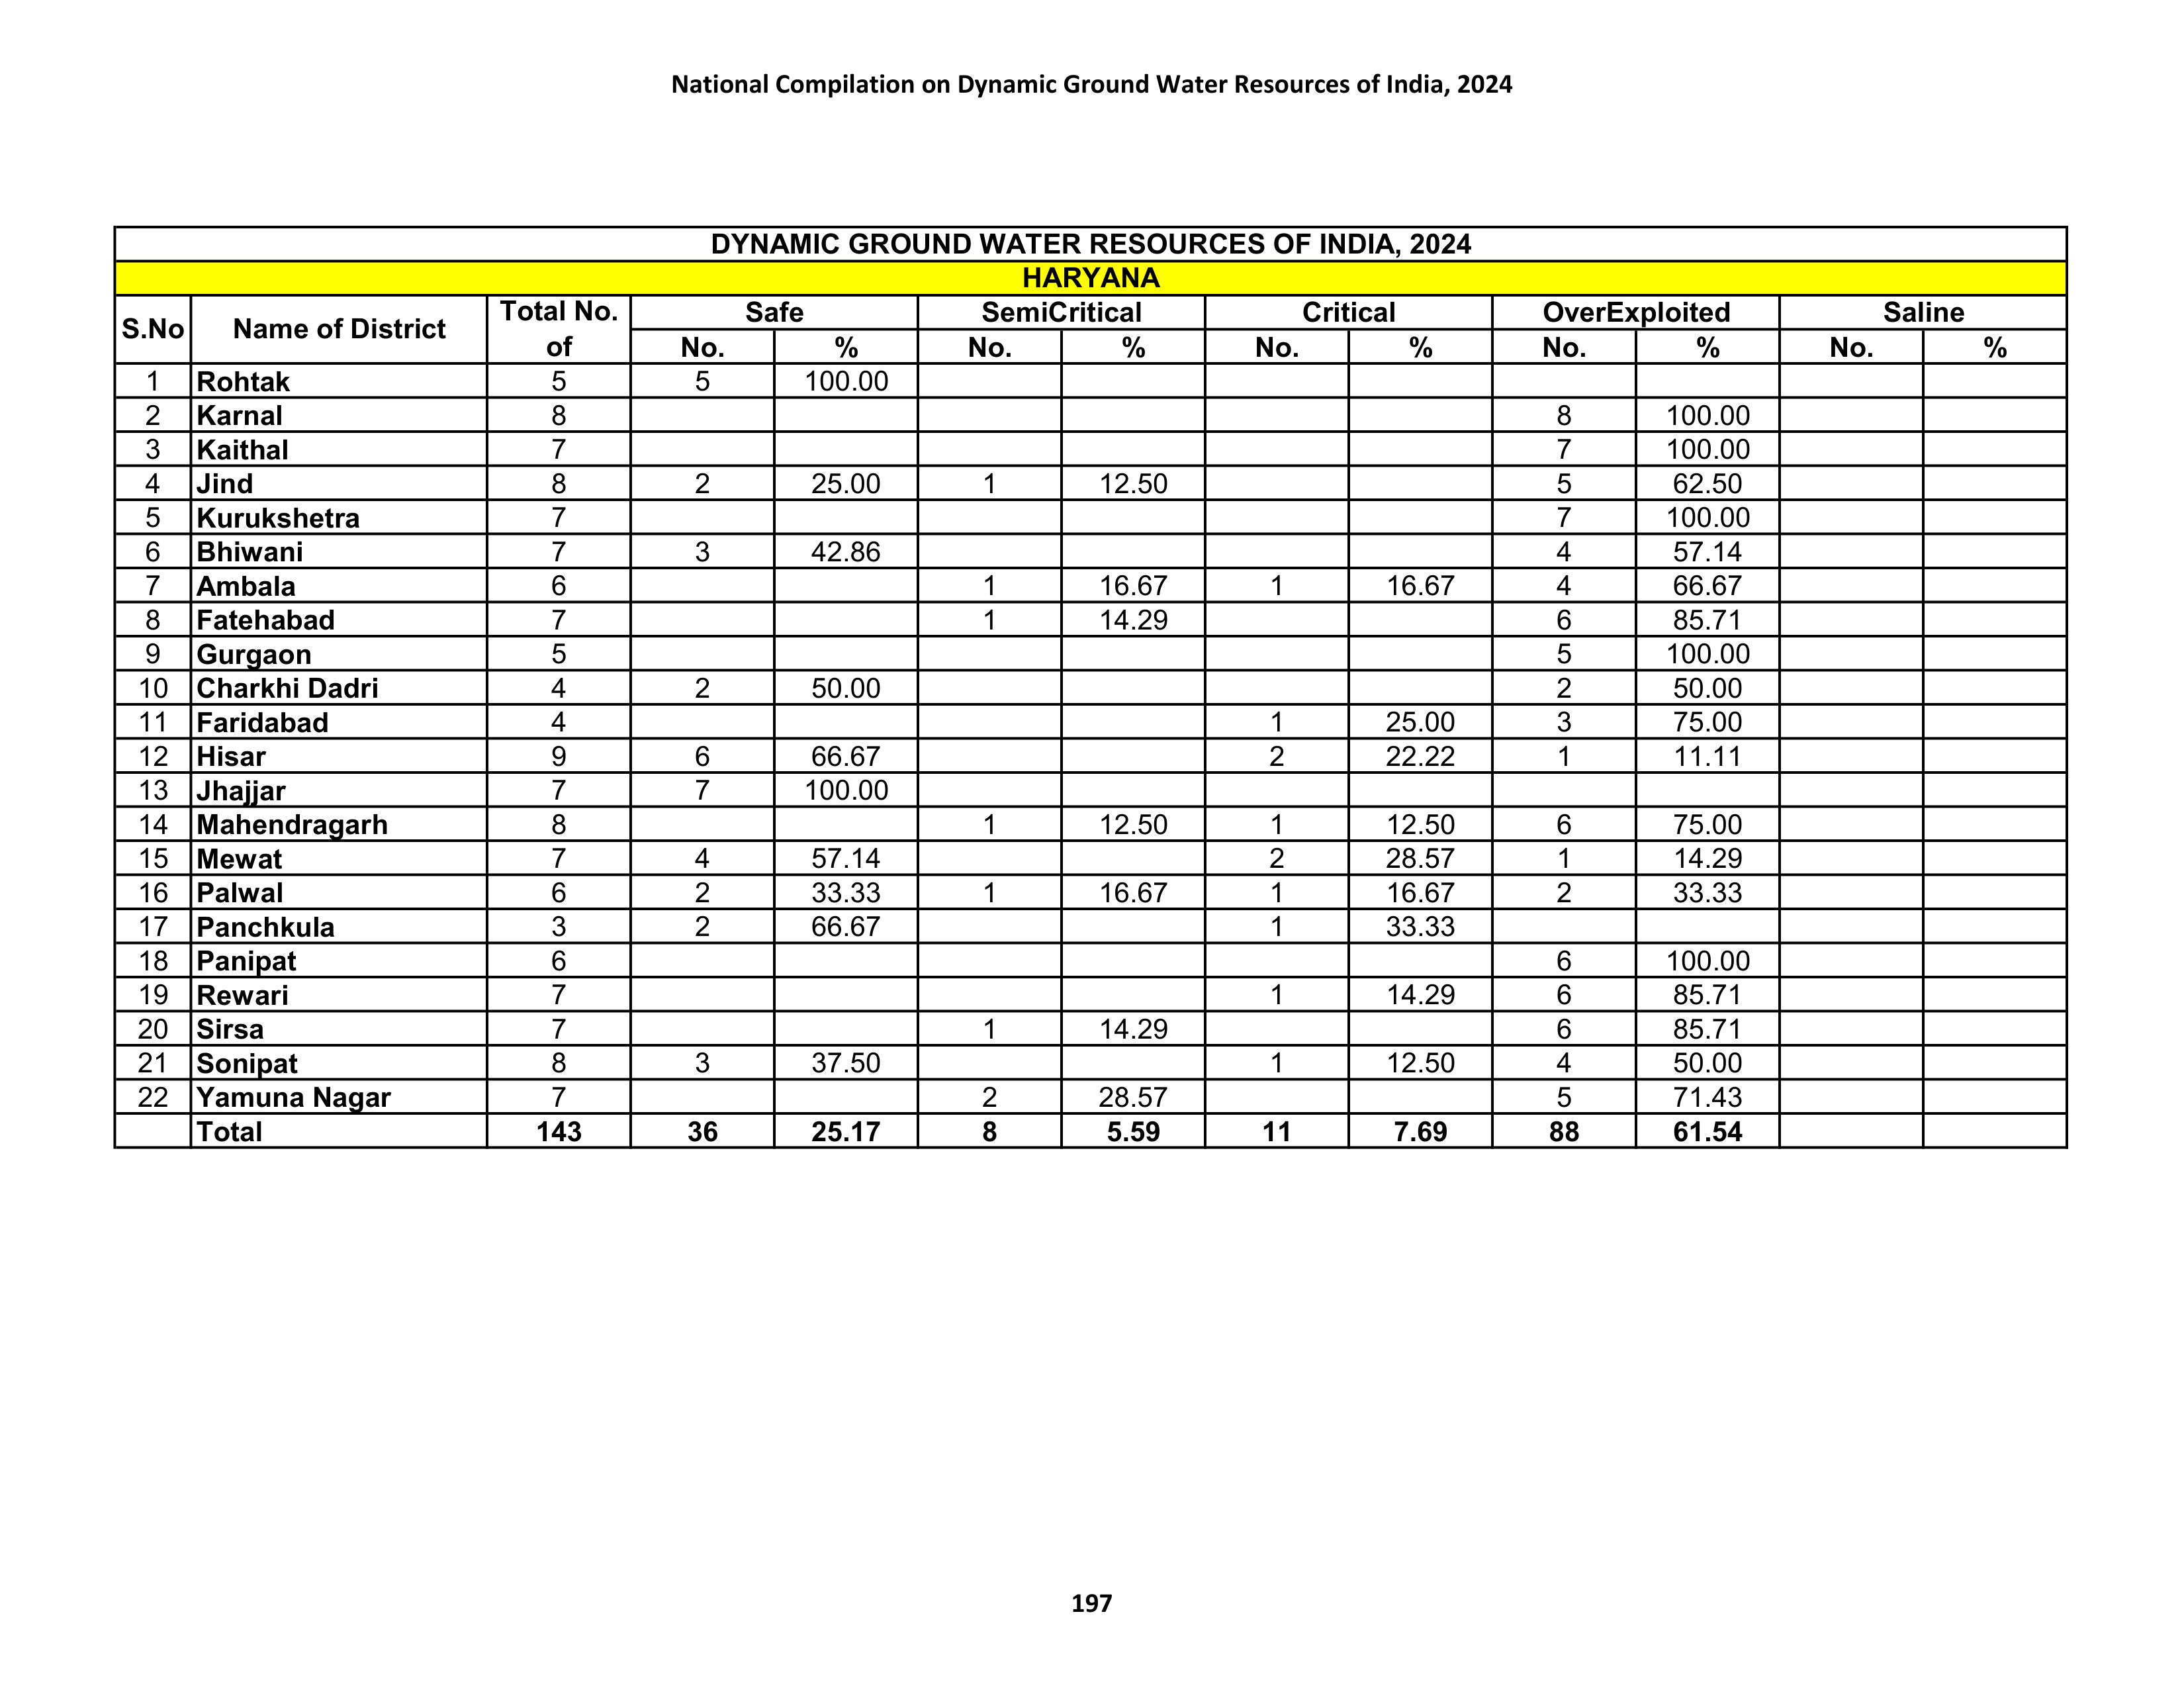 National Compilation on Dynamic Ground Water Resources of India, 2024
DYNAMIC GROUND WATER RESOURCES OF INDIA, 2024
HARYANA
S.No Name of District Total No. of Safe SemiCritical Critical OverExploited Saline
No. % No. % No. % No. % No. %
1 Rohtak 5 5 100.00
2 Karnal 8 8 100.00
3 Kaithal 7 7 100.00
4 Jind 8 2 25.00 1 12.50 5 62.50
5 Kurukshetra 7 7 100.00
6 Bhiwani 7 3 42.86 4 57.14
7 Ambala 6 1 16.67 1 16.67 4 66.67
8 Fatehabad 7 1 14.29 6 85.71
9 Gurgaon 5 5 100.00
10 Charkhi Dadri 4 2 50.00 2 50.00
11 Faridabad 4 1 25.00 3 75.00
12 Hisar 9 6 66.67 2 22.22 1 11.11
13 Jhajjar 7 7 100.00
14 Mahendragarh 8 1 12.50 1 12.50 6 75.00
15 Mewat 7 4 57.14 2 28.57 1 14.29
16 Palwal 6 2 33.33 1 16.67 1 16.67 2 33.33
17 Panchkula 3 2 66.67 1 33.33
18 Panipat 6 6 100.00
19 Rewari 7 1 14.29 6 85.71
20 Sirsa 7 1 14.29 6 85.71
21 Sonipat 8 3 37.50 1 12.50 4 50.00
22 Yamuna Nagar 7 2 28.57 5 71.43
Total 143 36 25.17 8 5.59 11 7.69 88 61.54
197